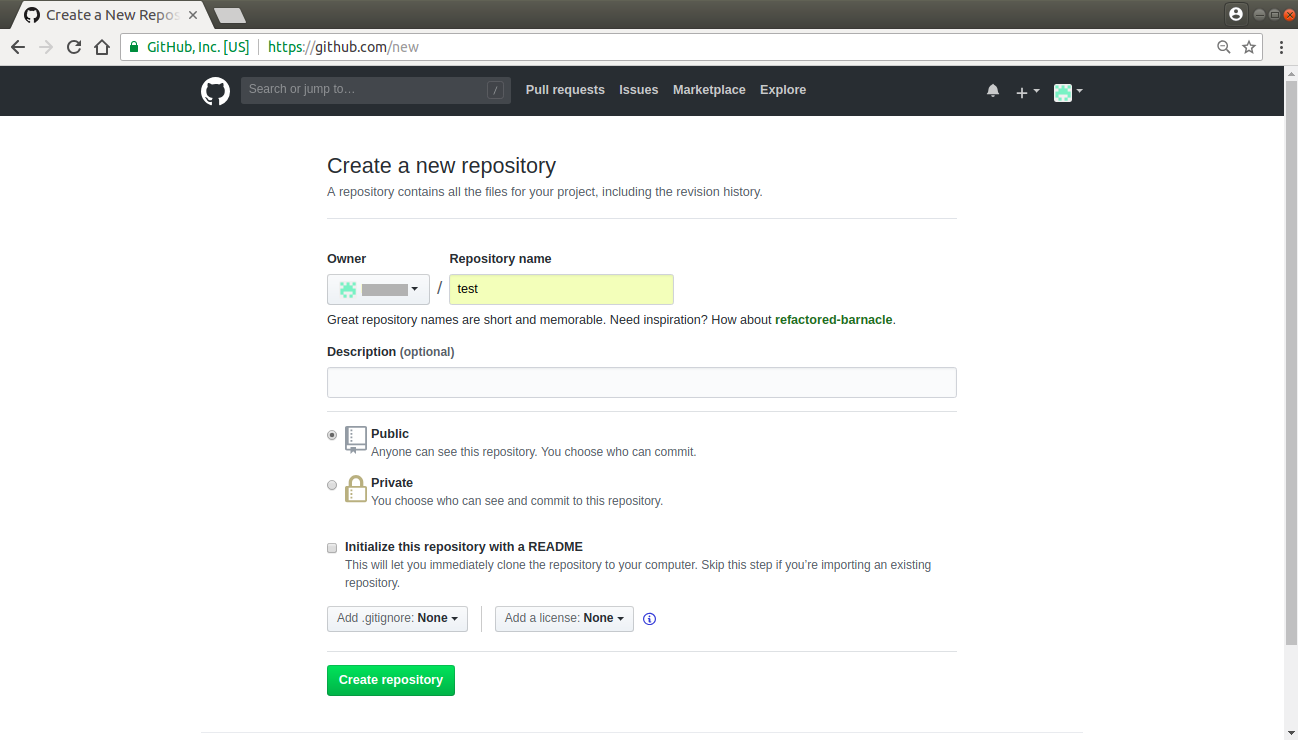 Create a New Repos
GitHub, Inc. [US] https://github.com/new
Search or jump to… / Pull requests Issues Marketplace Explore
Create a new repository
A repository contains all the files for your project, including the revision history.
Owner Repository name
/ test
Great repository names are short and memorable. Need inspiration? How about refactored-barnacle.
Description (optional)
Public
Anyone can see this repository. You choose who can commit.
Private
You choose who can see and commit to this repository.
Initialize this repository with a README
This will let you immediately clone the repository to your computer. Skip this step if you’re importing an existing
repository.
Add .gitignore: None Add a license: None
Create repository